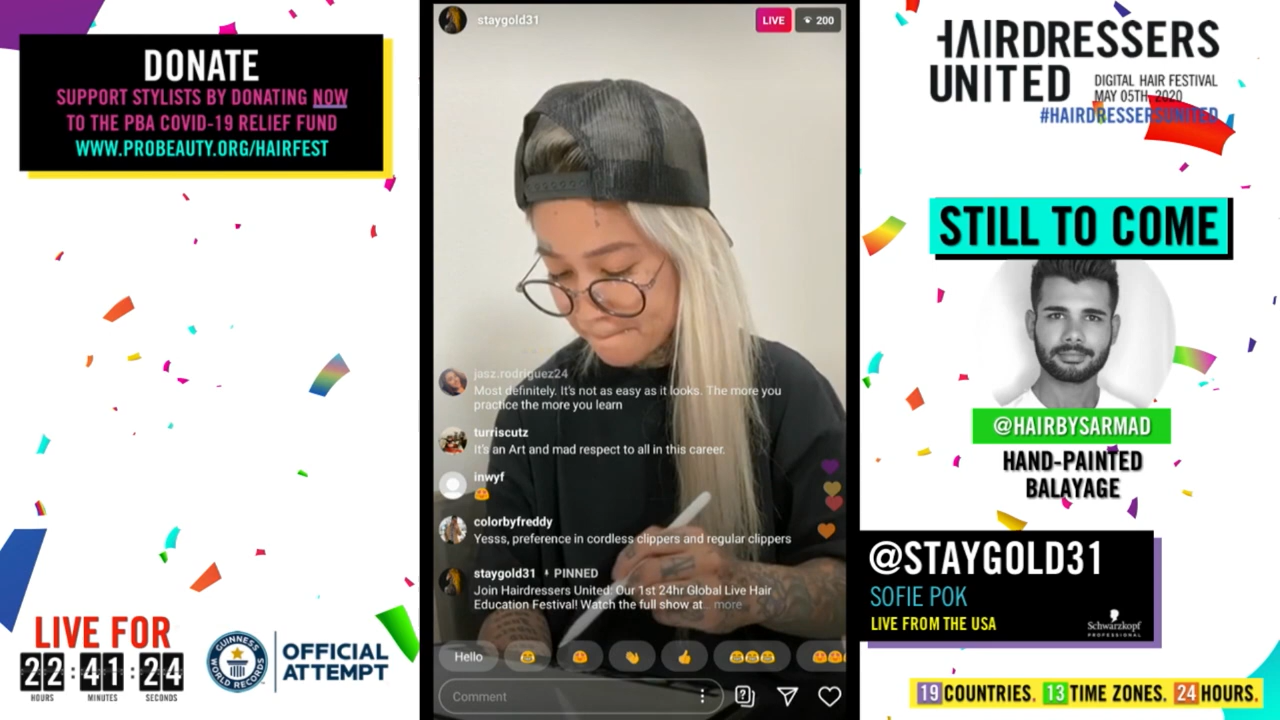 DONATE
SUPPORT STYLISTS BY DONATING NOW
TO THE PBA COVID-19 RELIEF FUND
WWW.PROBEAUTY.ORG/HAIRFEST
LIVE FOR
22:41:24
HOURS MINUTES SECONDS
GUINNESS WORLD RECORDS
OFFICIAL
ATTEMPT
staygold31
LIVE
200
jasz.rodriguez24
Most definitely. It's not as easy as it looks. The more you
practice the more you learn
turriscutz
It's an Art and mad respect to all in this career.
inwyf
colorbyfreddy
Yesss, preference in cordless clippers and regular clippers
staygold31 PINNED
Join Hairdressers United: Our 1st 24hr Global Live Hair
Education Festival! Watch the full show at... more
Hello
Comment
HAIRDRESSERS
UNITED
DIGITAL HAIR FESTIVAL
MAY 05TH, 2020
#HAIRDRESSERSUNITED
STILL TO COME
@HAIRBYSARMAD
HAND-PAINTED
BALAYAGE
@STAYGOLD31
SOFIE POK
LIVE FROM THE USA
Schwarzkopf
PROFESSIONAL
19 COUNTRIES. 13 TIME ZONES. 24 HOURS.